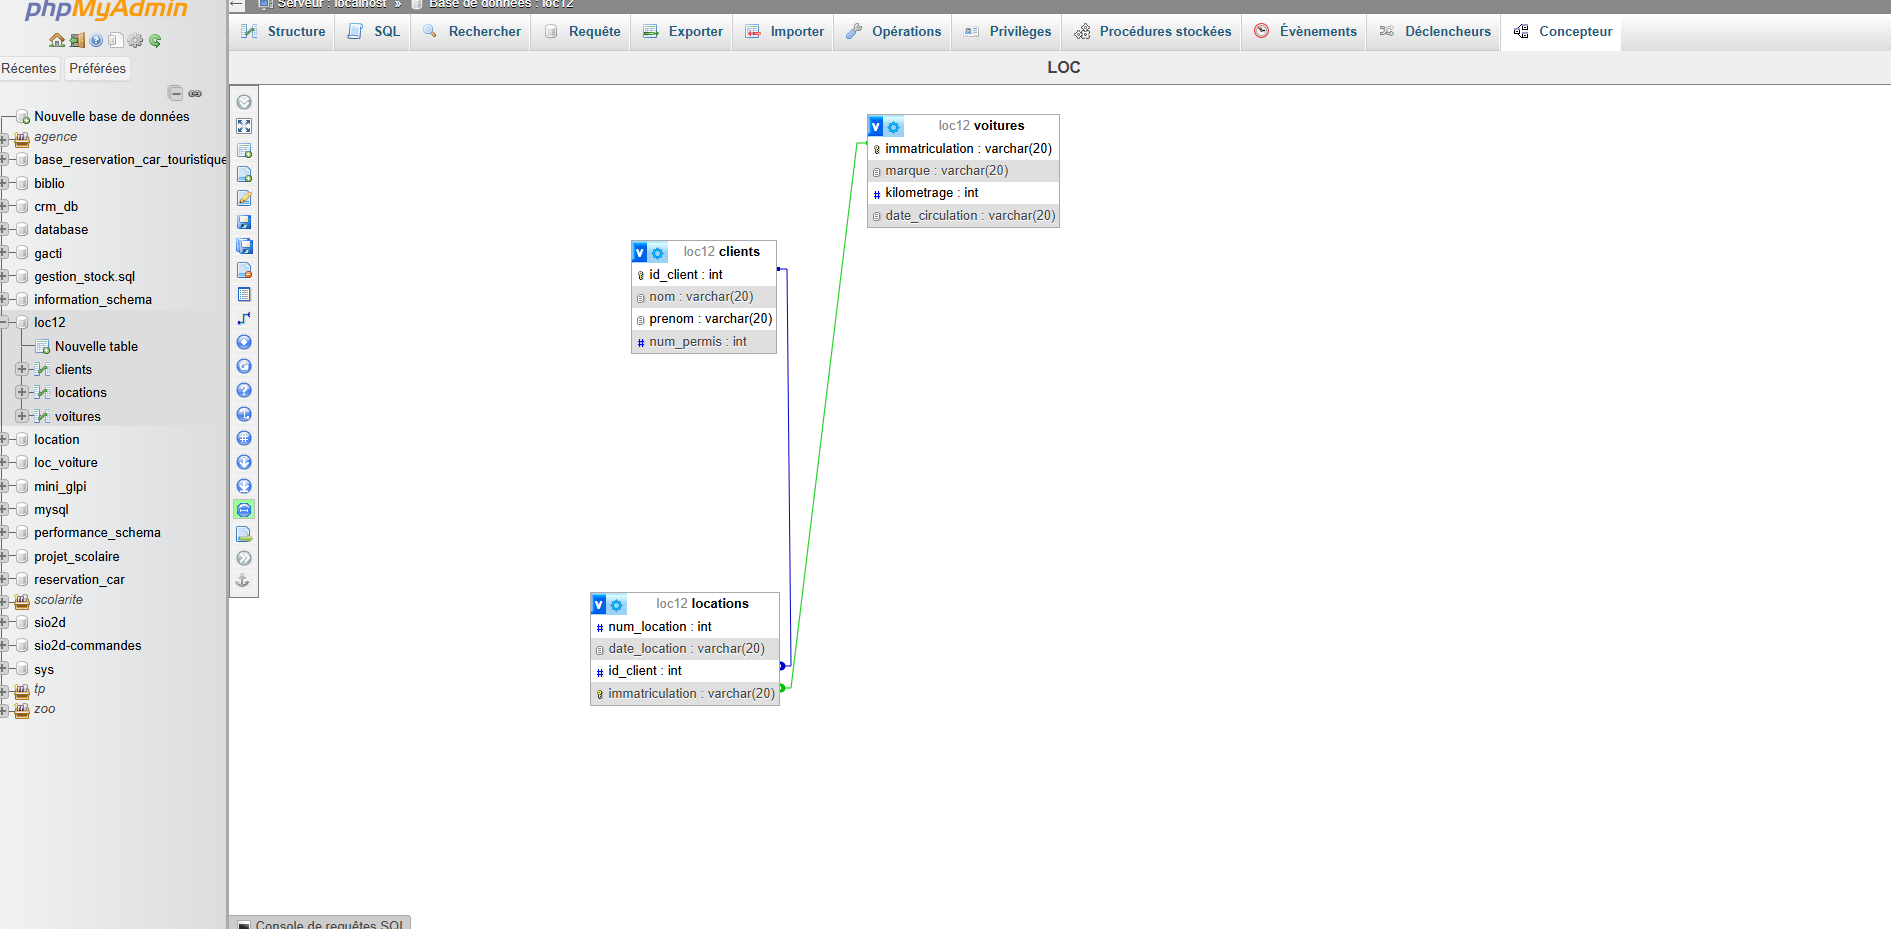 phpMyAdmin
Récentes Préférées
Nouvelle base de données
agence
base_reservation_car_touristique
biblio
crm_db
database
gacti
gestion_stock.sql
information_schema
loc12
Nouvelle table
clients
locations
voitures
location
loc_voiture
mini_glpi
mysql
performance_schema
projet_scolaire
reservation_car
scolarite
sio2d
sio2d-commandes
sys
tp
zoo
Serveur : localhost » Base de données : loc12
Structure SQL Rechercher Requête Exporter Importer Opérations Privilèges Procédures stockées Évènements Déclencheurs Concepteur
LOC
v loc12 voitures
immatriculation : varchar(20)
marque : varchar(20)
# kilometrage : int
date_circulation : varchar(20)
v loc12 clients
id_client : int
nom : varchar(20)
prenom : varchar(20)
# num_permis : int
v loc12 locations
# num_location : int
date_location : varchar(20)
# id_client : int
immatriculation : varchar(20)
Console de requêtes SQL